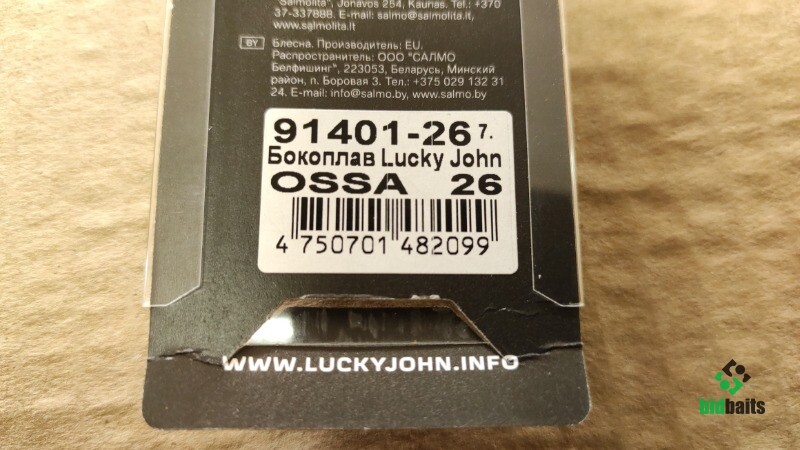 "Salmolita", Jonavos 254, Kaunas. Tel.: +370
37-337888. E-mail: salmo@salmolita.lt,
www.salmolita.lt
BY Блесна. Производитель: EU.
Распространитель: ООО "САЛМО
Белфишинг", 223053, Беларусь, Минский
район, п. Боровая 3. Тел.: +375 029 132 31
24. E-mail: info@salmo.by, www.salmo.by
91401-26 7.
Бокоплав Lucky John
OSSA 26
4 750701 482099
WWW.LUCKYJOHN.INFO
bidbaits